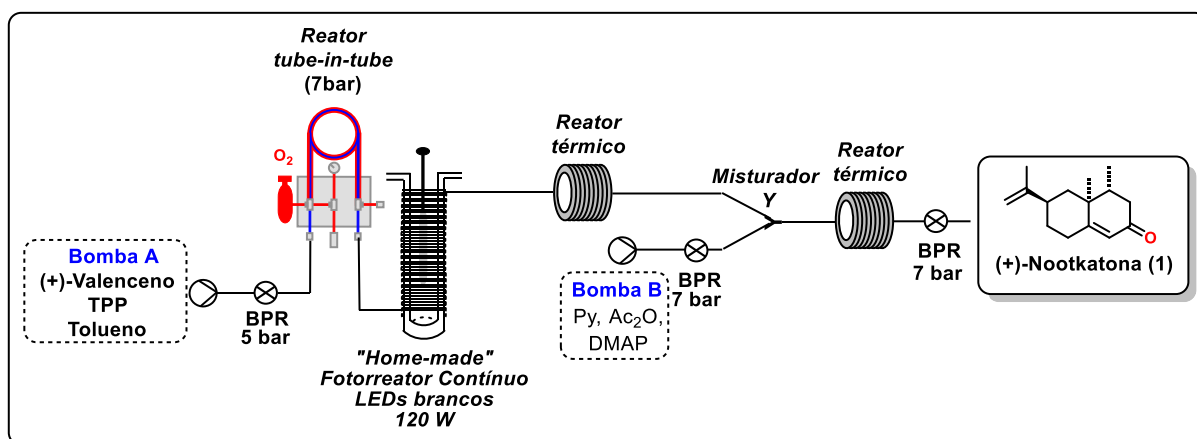 Reator
tube-in-tube
(7bar)
O₂
Bomba A
(+)-Valenceno
TPP
Tolueno
BPR
5 bar
"Home-made"
Fotorreator Contínuo
LEDs brancos
120 W
Reator
térmico
Misturador
Y
Bomba B
Py, Ac₂O,
DMAP
BPR
7 bar
Reator
térmico
BPR
7 bar
O
(+)-Nootkatona (1)